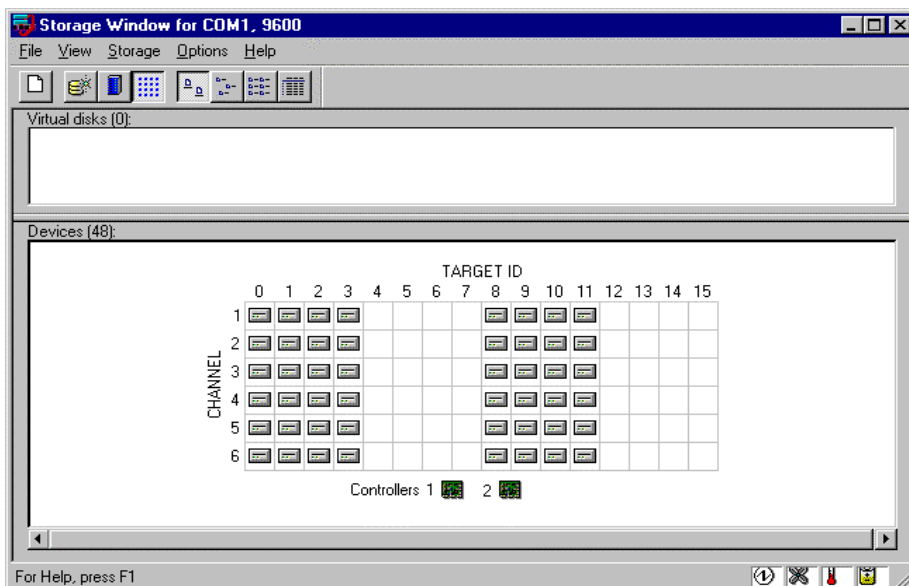 Storage Window for COM1, 9600
File View Storage Options Help
Virtual disks (0):
Devices (48):
TARGET ID
0 1 2 3 4 5 6 7 8 9 10 11 12 13 14 15
CHANNEL
1
2
3
4
5
6
Controllers 1 2
For Help, press F1